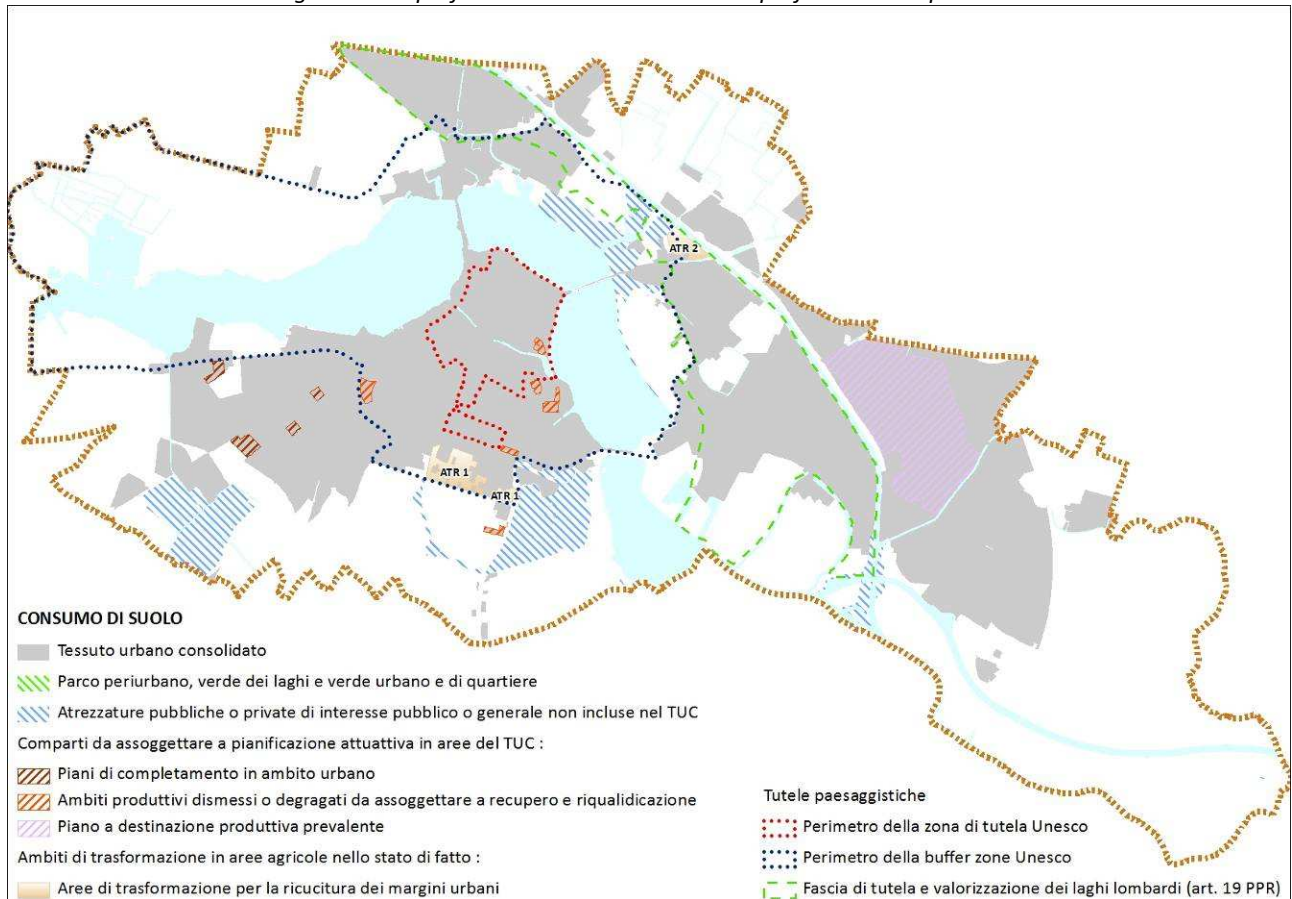 ATR 2
ATR 1
ATR 1
CONSUMO DI SUOLO
Tessuto urbano consolidato
Parco periurbano, verde dei laghi e verde urbano e di quartiere
Atrezzature pubbliche o private di interesse pubblico o generale non incluse nel TUC
Comparti da assoggettare a pianificazione attuattiva in aree del TUC :
Piani di completamento in ambito urbano
Ambiti produttivi dismessi o degragati da assoggettare a recupero e riqualidicazione
Piano a destinazione produttiva prevalente
Ambiti di trasformazione in aree agricole nello stato di fatto :
Aree di trasformazione per la ricucitura dei margini urbani
Tutele paesaggistiche
Perimetro della zona di tutela Unesco
Perimetro della buffer zone Unesco
Fascia di tutela e valorizzazione dei laghi lombardi (art. 19 PPR)